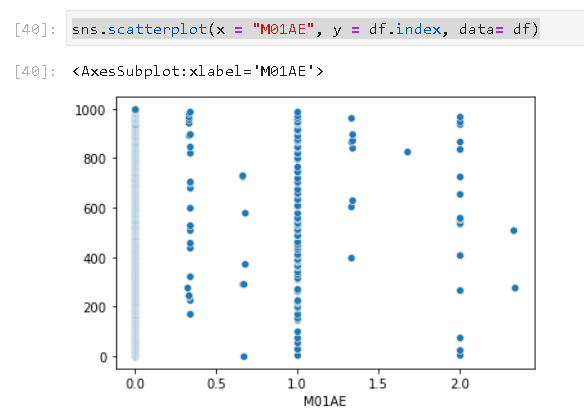 [40]: sns.scatterplot(x = "M01AE", y = df.index, data= df)
[40]: <AxesSubplot:xlabel='M01AE'>
1000
800
600
400
200
0
0.0 0.5 1.0 1.5 2.0
M01AE